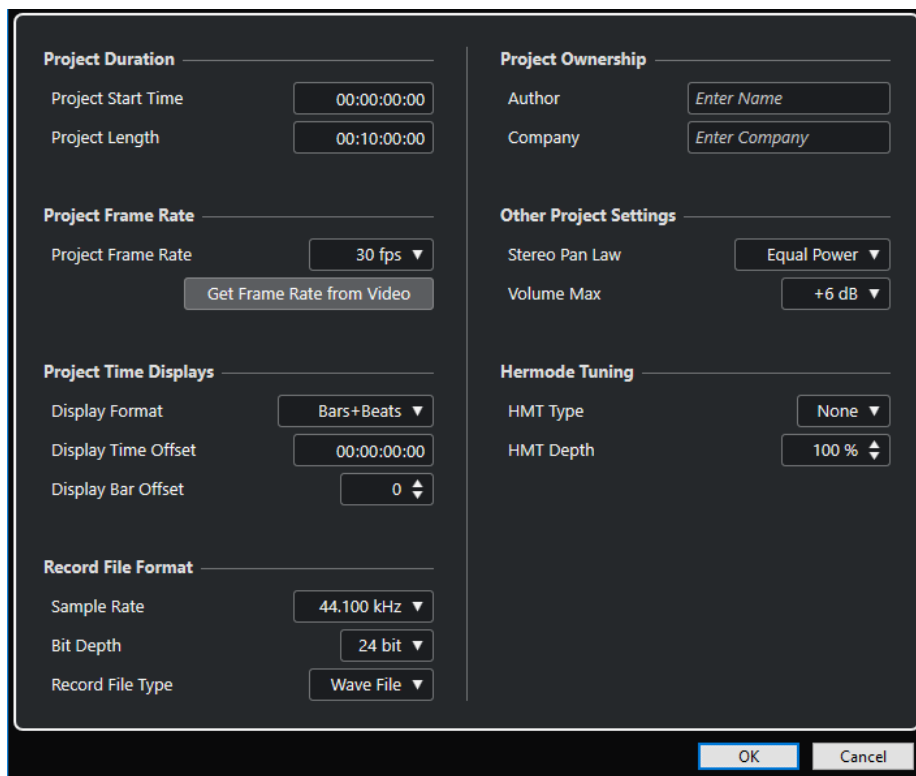 Project Duration
Project Start Time 00:00:00:00
Project Length 00:10:00:00
Project Frame Rate
Project Frame Rate 30 fps
Get Frame Rate from Video
Project Time Displays
Display Format Bars+Beats
Display Time Offset 00:00:00:00
Display Bar Offset 0
Record File Format
Sample Rate 44.100 kHz
Bit Depth 24 bit
Record File Type Wave File
Project Ownership
Author Enter Name
Company Enter Company
Other Project Settings
Stereo Pan Law Equal Power
Volume Max +6 dB
Hermode Tuning
HMT Type None
HMT Depth 100 %
OK Cancel